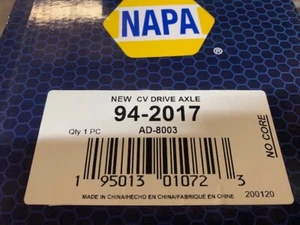 NAPA
NEW CV DRIVE AXLE
94-2017
Qty 1 PC
AD-8003
NO CORE
1 95013 01072 3
MADE IN CHINA/HECHO EN CHINA/FABRIQUE EN CHINE
200120